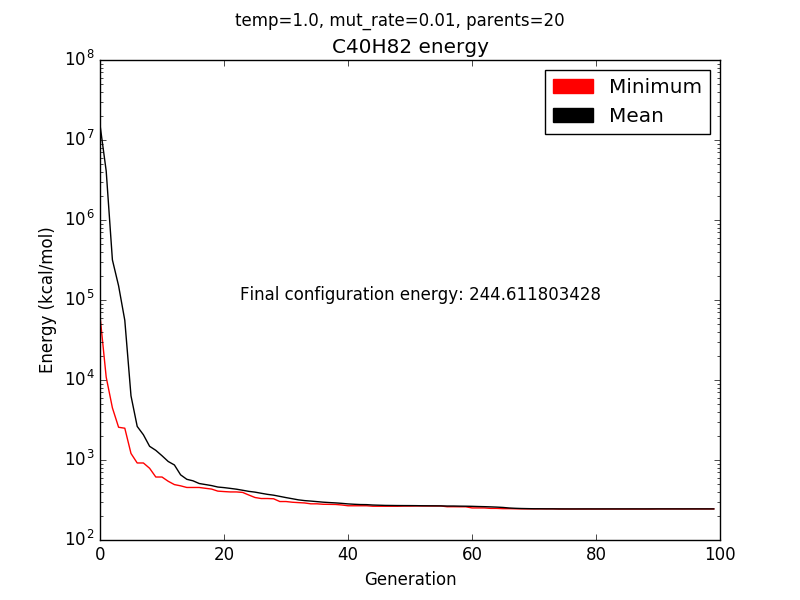 temp=1.0, mut_rate=0.01, parents=20
C40H82 energy
10^8
10^7
10^6
10^5
10^4
10^3
10^2
Energy (kcal/mol)
Minimum
Mean
Final configuration energy: 244.611803428
0 20 40 60 80 100
Generation